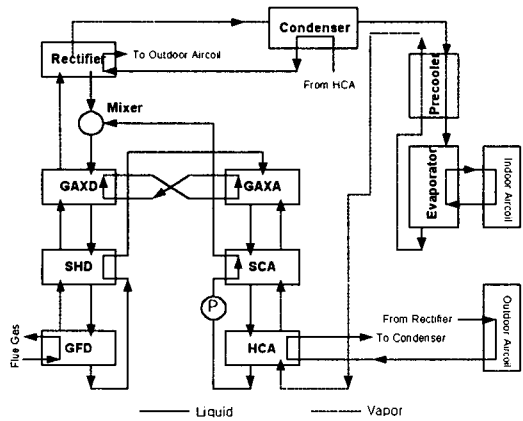 Condenser
Rectifier
To Outdoor Aircoil
From HCA
Mixer
Precooler
GAXD
GAXA
Evaporator
Indoor Aircoil
SHD
SCA
P
Flue Gas
GFD
HCA
From Rectifier
To Condenser
Outdoor Aircoil
Liquid
Vapor